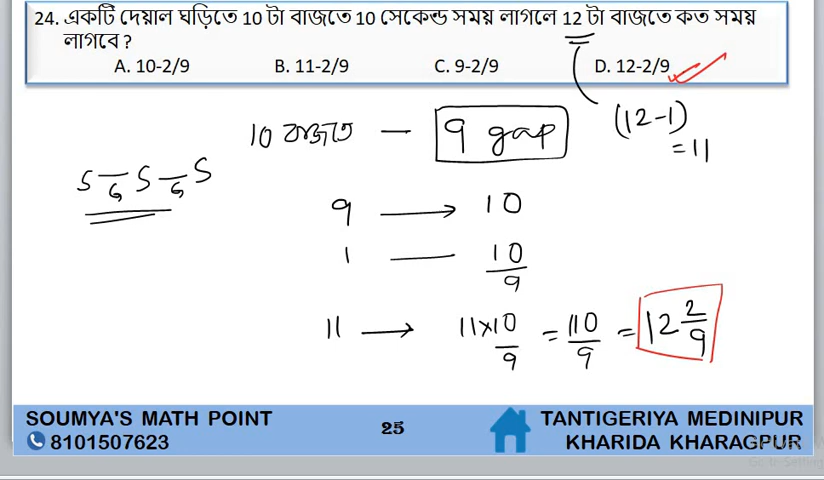 24. একটি দেয়াল ঘড়িতে 10 টা বাজতে 10 সেকেন্ড সময় লাগলে 12 টা বাজতে কত সময়
লাগবে ?
A. 10-2/9 B. 11-2/9 C. 9-2/9 D. 12-2/9
(12-1)
= 11
10 বাজতে — 9 gap
5 6 5 6 5
9 → 10
1 — 10/9
11 → 11×10/9 = 110/9 = 12 2/9
SOUMYA'S MATH POINT
8101507623
25
TANTIGERIYA MEDINIPUR
KHARIDA KHARAGPUR